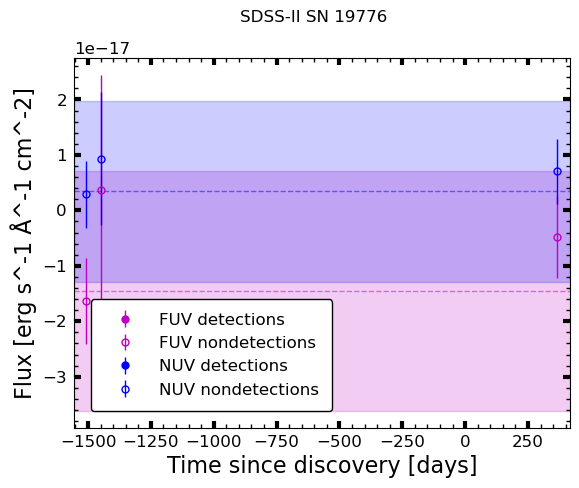 SDSS-II SN 19776
1e−17
2
1
0
−1
−2
−3
Flux [erg s^-1 Å^-1 cm^-2]
FUV detections
FUV nondetections
NUV detections
NUV nondetections
−1500 −1250 −1000 −750 −500 −250 0 250
Time since discovery [days]